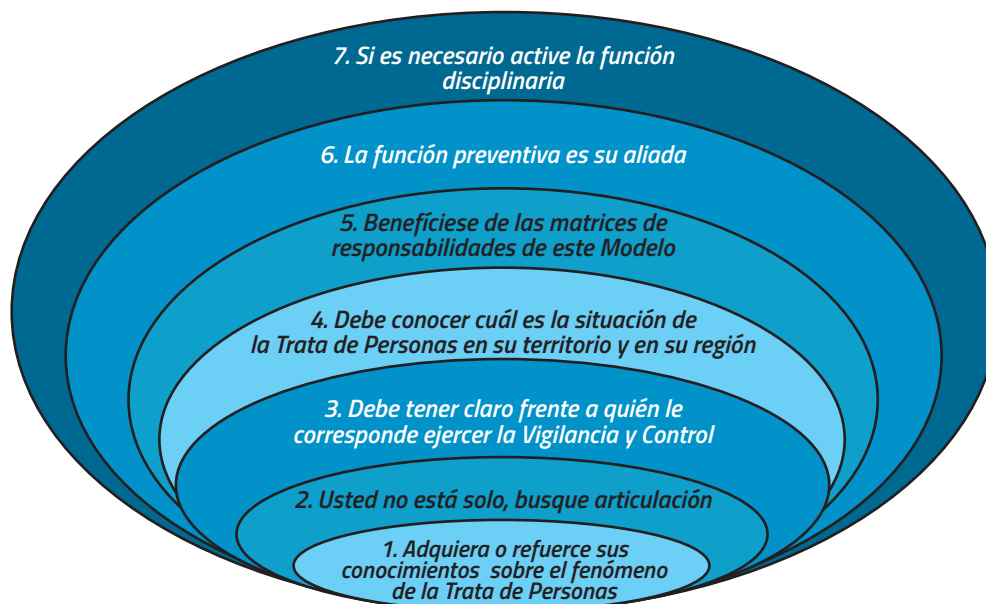 7. Si es necesario active la función
disciplinaria
6. La función preventiva es su aliada
5. Benefíciese de las matrices de
responsabilidades de este Modelo
4. Debe conocer cuál es la situación de
la Trata de Personas en su territorio y en su región
3. Debe tener claro frente a quién le
corresponde ejercer la Vigilancia y Control
2. Usted no está solo, busque articulación
1. Adquiera o refuerce sus
conocimientos sobre el fenómeno
de la Trata de Personas